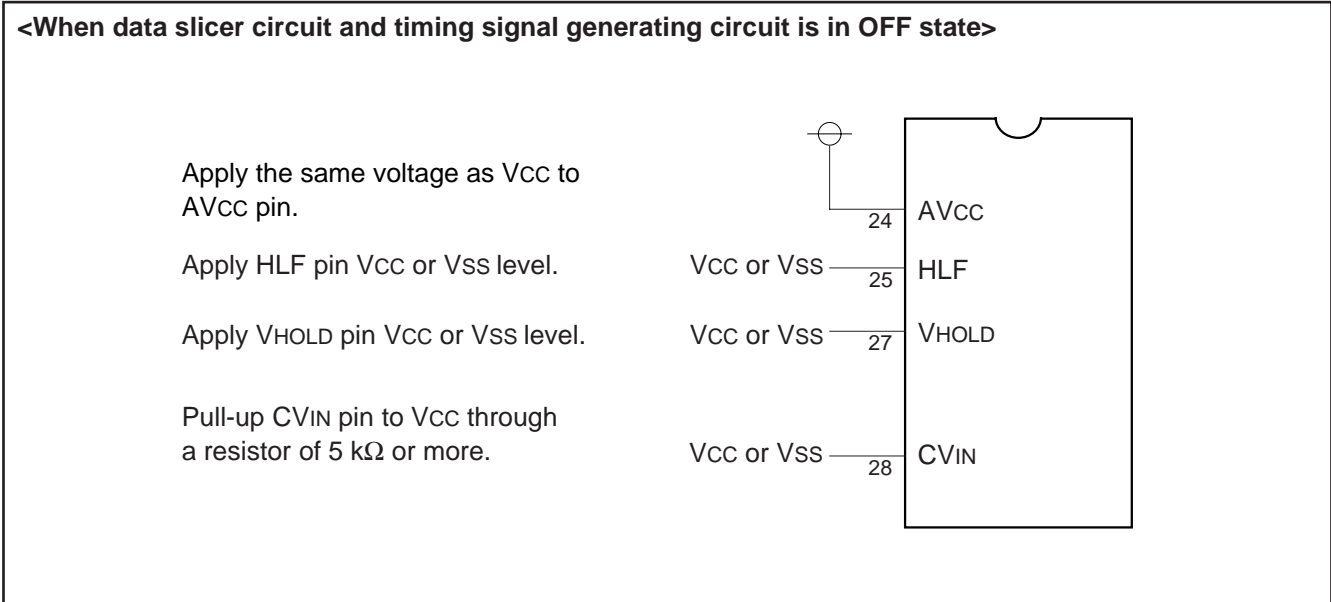 <When data slicer circuit and timing signal generating circuit is in OFF state>
Apply the same voltage as VCC to
AVCC pin.
24 AVCC
Apply HLF pin VCC or VSS level.
VCC or VSS 25 HLF
Apply VHOLD pin VCC or VSS level.
VCC or VSS 27 VHOLD
Pull-up CVIN pin to VCC through
a resistor of 5 kΩ or more.
VCC or VSS 28 CVIN